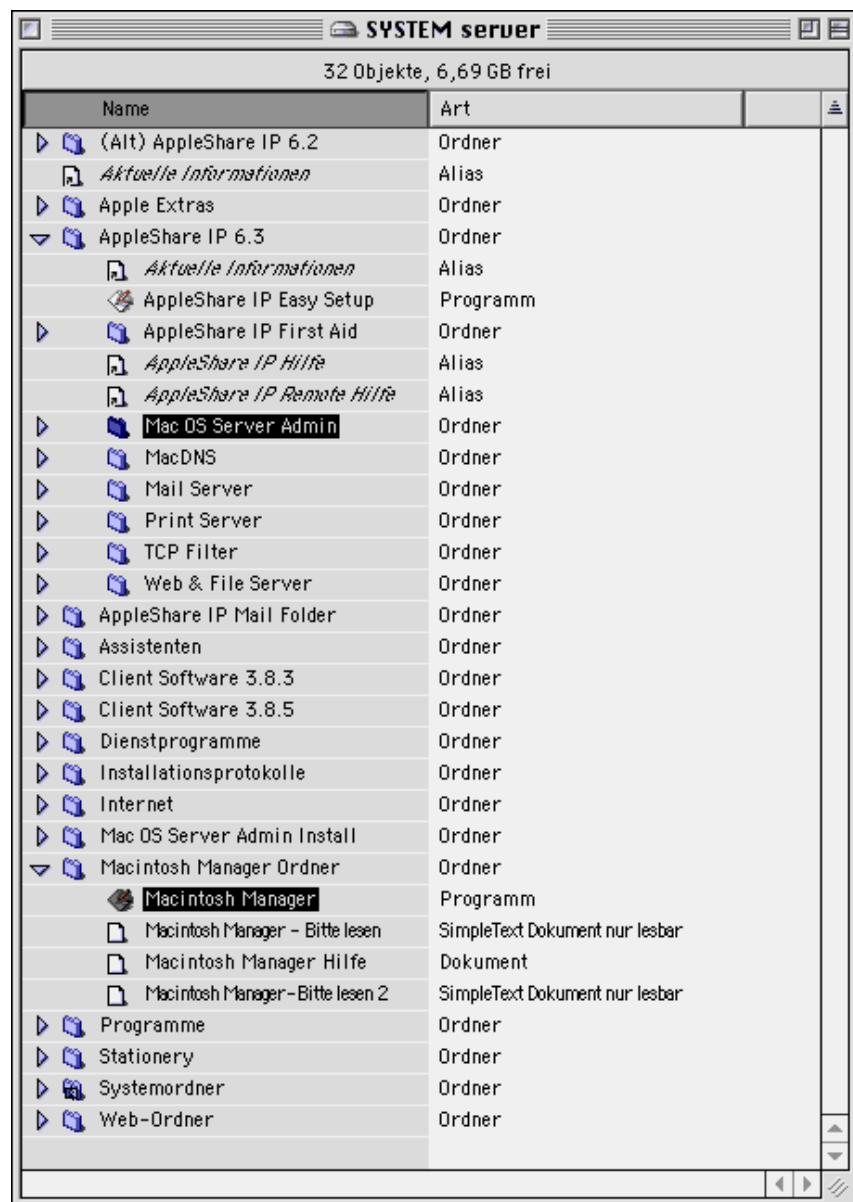 SYSTEM server
32 Objekte, 6,69 GB frei
Name Art
(Alt) AppleShare IP 6.2 Ordner
Aktuelle Informationen Alias
Apple Extras Ordner
AppleShare IP 6.3 Ordner
Aktuelle Informationen Alias
AppleShare IP Easy Setup Programm
AppleShare IP First Aid Ordner
AppleShare IP Hilfe Alias
AppleShare IP Remote Hilfe Alias
Mac OS Server Admin Ordner
MacDNS Ordner
Mail Server Ordner
Print Server Ordner
TCP Filter Ordner
Web & File Server Ordner
AppleShare IP Mail Folder Ordner
Assistenten Ordner
Client Software 3.8.3 Ordner
Client Software 3.8.5 Ordner
Dienstprogramme Ordner
Installationsprotokolle Ordner
Internet Ordner
Mac OS Server Admin Install Ordner
Macintosh Manager Ordner Ordner
Macintosh Manager Programm
Macintosh Manager - Bitte lesen SimpleText Dokument nur lesbar
Macintosh Manager Hilfe Dokument
Macintosh Manager-Bitte lesen 2 SimpleText Dokument nur lesbar
Programme Ordner
Stationery Ordner
Systemordner Ordner
Web-Ordner Ordner